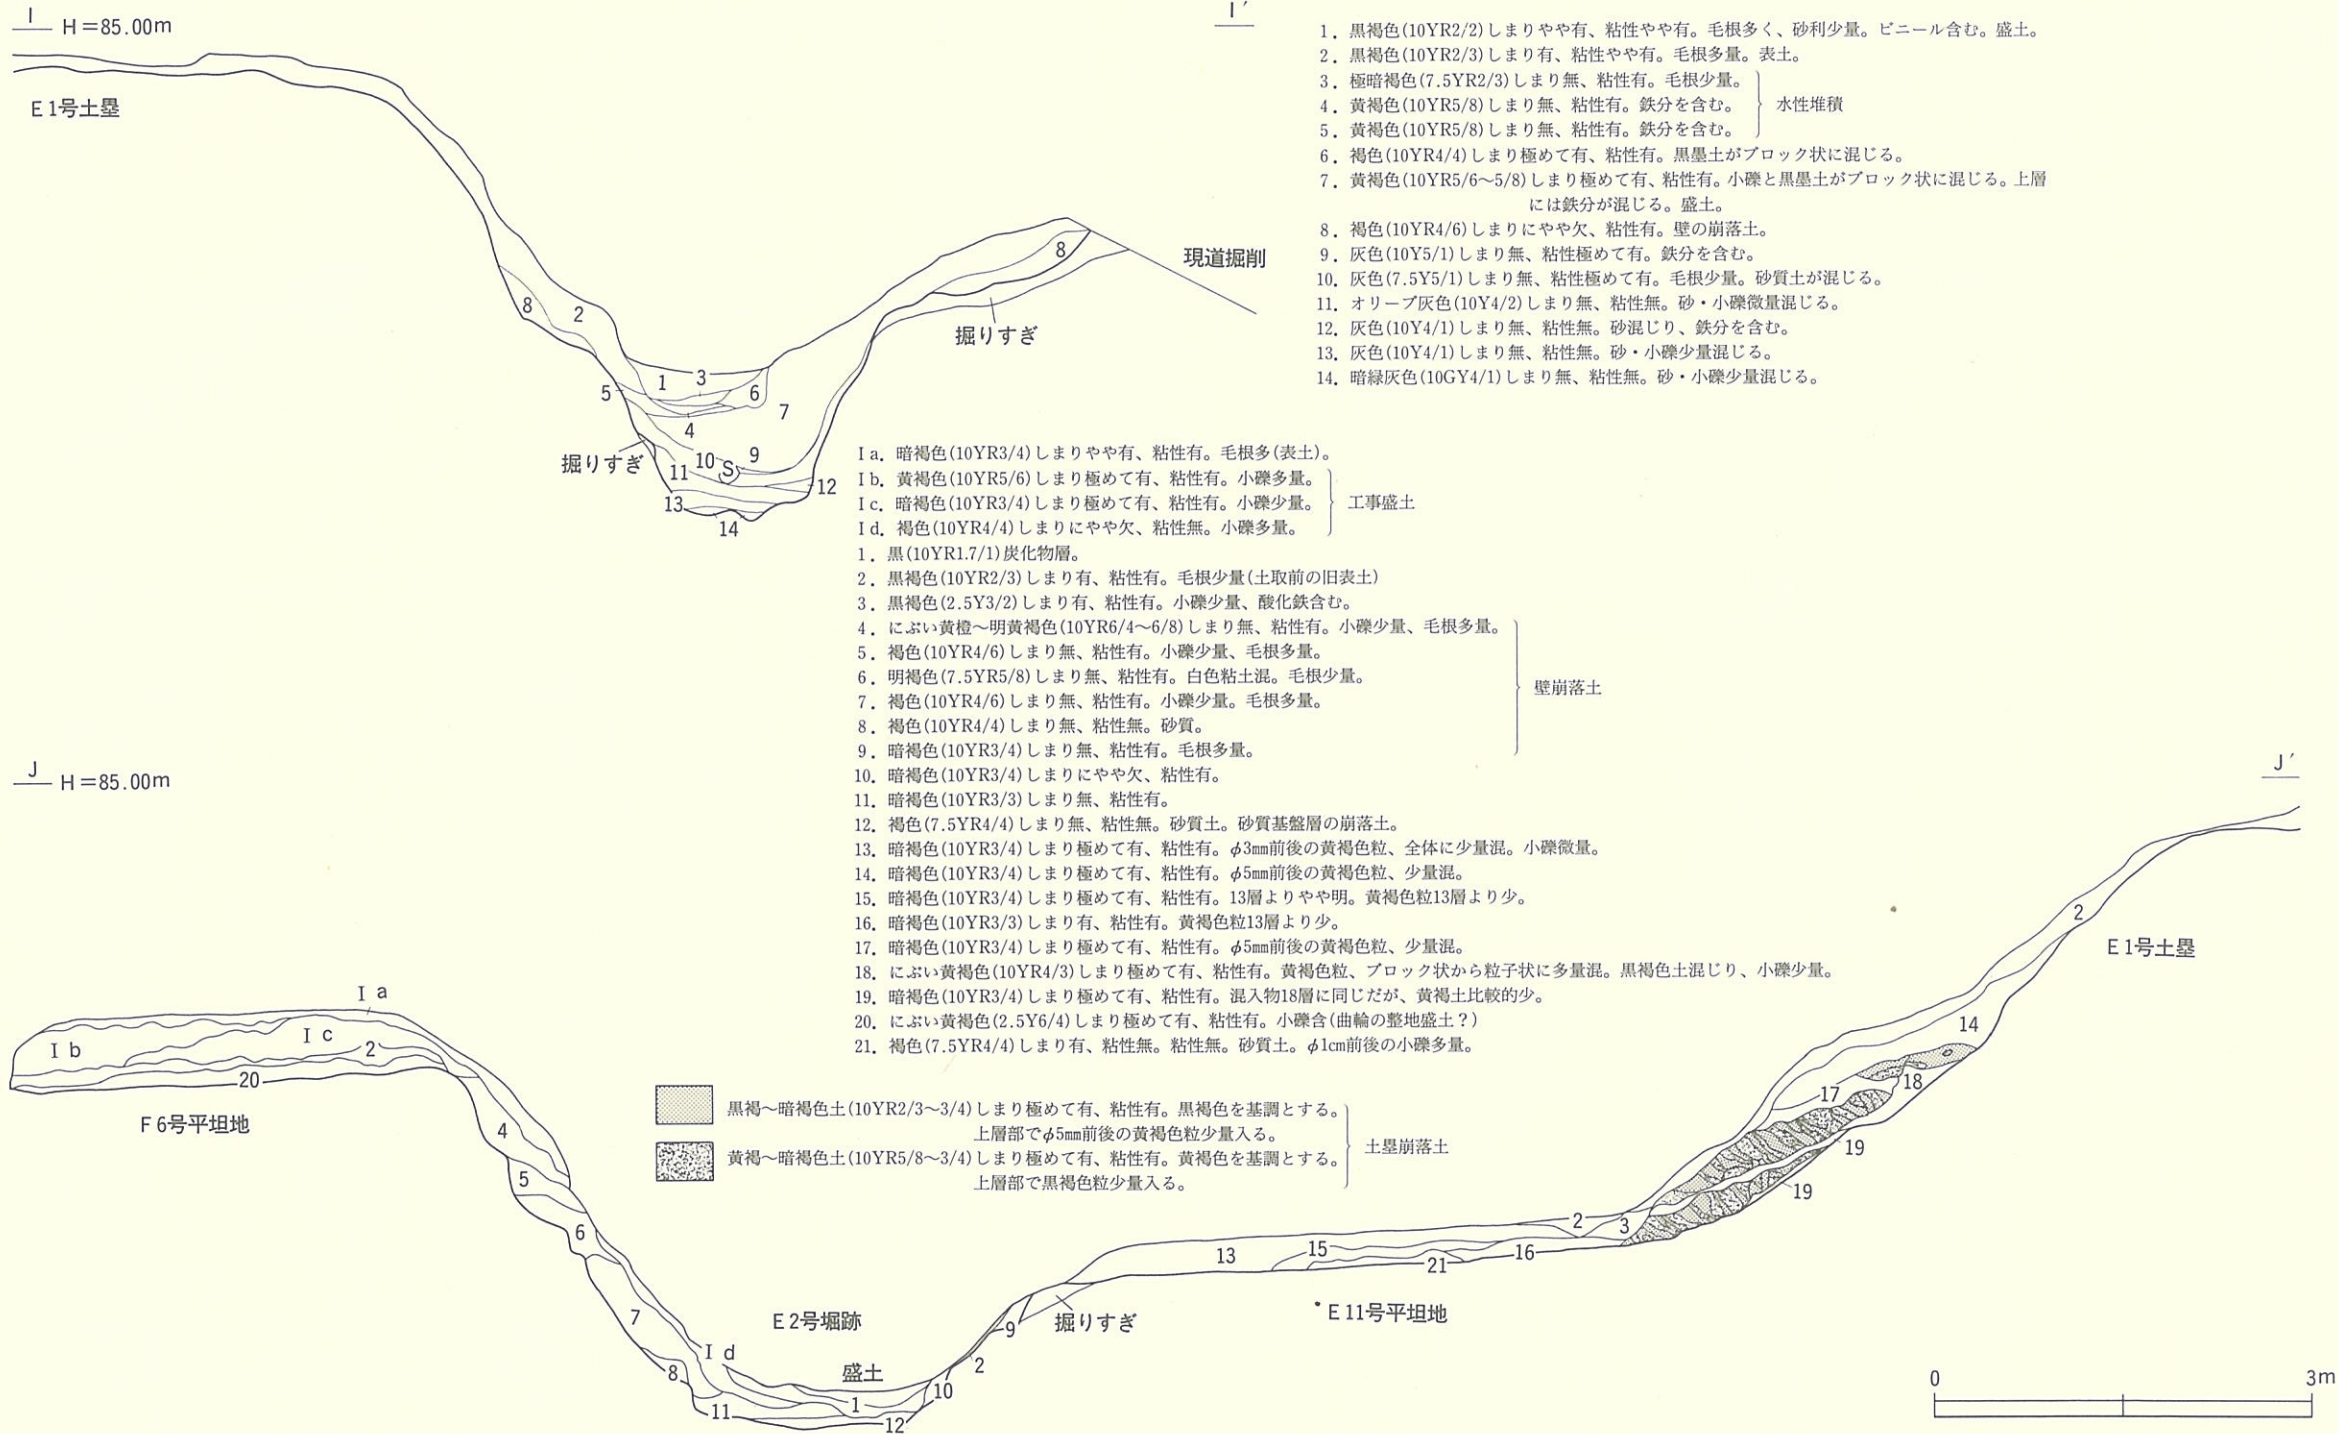 I
H＝85.00m
I′
E1号土塁
8
2
5
1
3
6
7
4
掘りすぎ
10
S
9
11
12
13
14
8
現道掘削
掘りすぎ
1．黒褐色(10YR2/2)しまりやや有、粘性やや有。毛根多く、砂利少量。ビニール含む。盛土。
2．黒褐色(10YR2/3)しまり有、粘性やや有。毛根多量。表土。
3．極暗褐色(7.5YR2/3)しまり無、粘性有。毛根少量。
4．黄褐色(10YR5/8)しまり無、粘性有。鉄分を含む。
水性堆積
5．黄褐色(10YR5/8)しまり無、粘性有。鉄分を含む。
6．褐色(10YR4/4)しまり極めて有、粘性有。黒墨土がブロック状に混じる。
7．黄褐色(10YR5/6〜5/8)しまり極めて有、粘性有。小礫と黒墨土がブロック状に混じる。上層
には鉄分が混じる。盛土。
8．褐色(10YR4/6)しまりにやや欠、粘性有。壁の崩落土。
9．灰色(10Y5/1)しまり無、粘性極めて有。鉄分を含む。
10．灰色(7.5Y5/1)しまり無、粘性極めて有。毛根少量。砂質土が混じる。
11．オリーブ灰色(10Y4/2)しまり無、粘性無。砂・小礫微量混じる。
12．灰色(10Y4/1)しまり無、粘性無。砂混じり、鉄分を含む。
13．灰色(10Y4/1)しまり無、粘性無。砂・小礫少量混じる。
14．暗緑灰色(10GY4/1)しまり無、粘性無。砂・小礫少量混じる。
Ⅰa．暗褐色(10YR3/4)しまりやや有、粘性有。毛根多(表土)。
Ⅰb．黄褐色(10YR5/6)しまり極めて有、粘性有。小礫多量。
Ⅰc．暗褐色(10YR3/4)しまり極めて有、粘性有。小礫少量。
工事盛土
Ⅰd．褐色(10YR4/4)しまりにやや欠、粘性無。小礫多量。
1．黒(10YR1.7/1)炭化物層。
2．黒褐色(10YR2/3)しまり有、粘性有。毛根少量(土取前の旧表土)
3．黒褐色(2.5Y3/2)しまり有、粘性有。小礫少量、酸化鉄含む。
4．にぶい黄橙〜明黄褐色(10YR6/4〜6/8)しまり無、粘性有。小礫少量、毛根多量。
5．褐色(10YR4/6)しまり無、粘性有。小礫少量、毛根多量。
6．明褐色(7.5YR5/8)しまり無、粘性有。白色粘土混。毛根少量。
壁崩落土
7．褐色(10YR4/6)しまり無、粘性有。小礫少量。毛根多量。
8．褐色(10YR4/4)しまり無、粘性無。砂質。
9．暗褐色(10YR3/4)しまり無、粘性有。毛根多量。
10．暗褐色(10YR3/4)しまりにやや欠、粘性有。
11．暗褐色(10YR3/3)しまり無、粘性有。
12．褐色(7.5YR4/4)しまり無、粘性無。砂質土。砂質基盤層の崩落土。
13．暗褐色(10YR3/4)しまり極めて有、粘性有。φ3mm前後の黄褐色粒、全体に少量混。小礫微量。
14．暗褐色(10YR3/4)しまり極めて有、粘性有。φ5mm前後の黄褐色粒、少量混。
15．暗褐色(10YR3/4)しまり極めて有、粘性有。13層よりやや明。黄褐色粒13層より少。
16．暗褐色(10YR3/3)しまり有、粘性有。黄褐色粒13層より少。
17．暗褐色(10YR3/4)しまり極めて有、粘性有。φ5mm前後の黄褐色粒、少量混。
18．にぶい黄褐色(10YR4/3)しまり極めて有、粘性有。黄褐色粒、ブロック状から粒子状に多量混。黒褐色土混じり、小礫少量。
19．暗褐色(10YR3/4)しまり極めて有、粘性有。混入物18層に同じだが、黄褐土比較的少。
20．にぶい黄褐色(2.5Y6/4)しまり極めて有、粘性有。小礫含(曲輪の整地盛土？)
21．褐色(7.5YR4/4)しまり有、粘性無。粘性無。砂質土。φ1cm前後の小礫多量。
黒褐〜暗褐色土(10YR2/3〜3/4)しまり極めて有、粘性有。黒褐色を基調とする。
上層部でφ5mm前後の黄褐色粒少量入る。
土塁崩落土
黄褐〜暗褐色土(10YR5/8〜3/4)しまり極めて有、粘性有。黄褐色を基調とする。
上層部で黒褐色粒少量入る。
J
H＝85.00m
J′
Ⅰa
Ⅰb
Ⅰc
2
20
F6号平坦地
4
5
6
7
8
Ⅰd
11
E2号堀跡
盛土
1
12
10
2
9
掘りすぎ
13
15
21
16
2
3
E11号平坦地
19
19
18
17
14
2
E1号土塁
0
3m